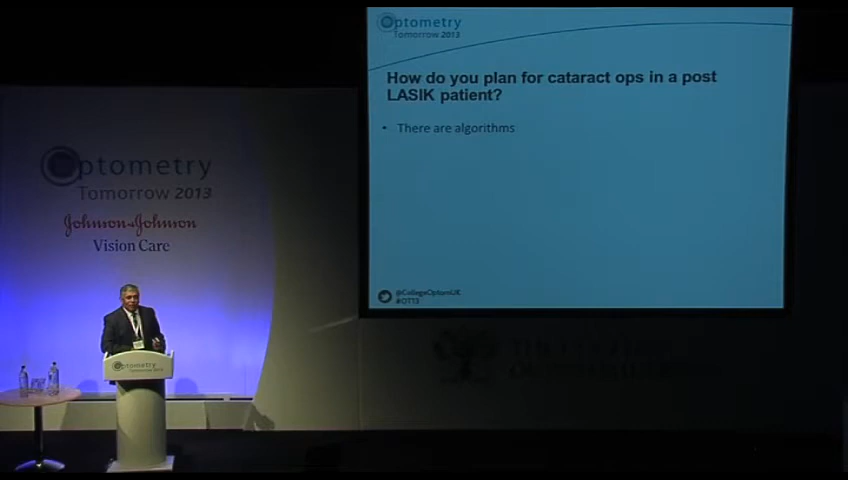 Optometry
Tomorrow 2013
How do you plan for cataract ops in a post
LASIK patient?
• There are algorithms
@CollegeOptomUK
#OT13
Optometry
Tomorrow 2013
Johnson & Johnson
Vision Care
Optometry
Tomorrow 2013